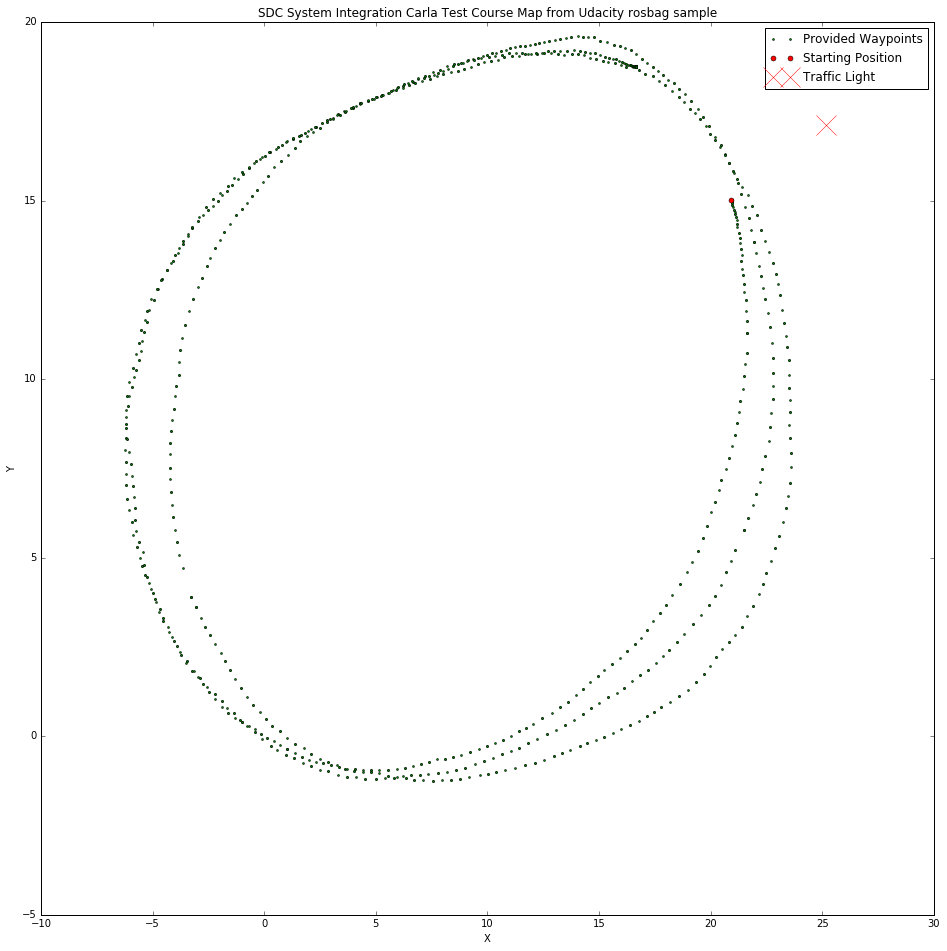 SDC System Integration Carla Test Course Map from Udacity rosbag sample
20
Provided Waypoints
Starting Position
Traffic Light
15
10
Y
5
0
−5
−10 −5 0 5 10 15 20 25 30
X